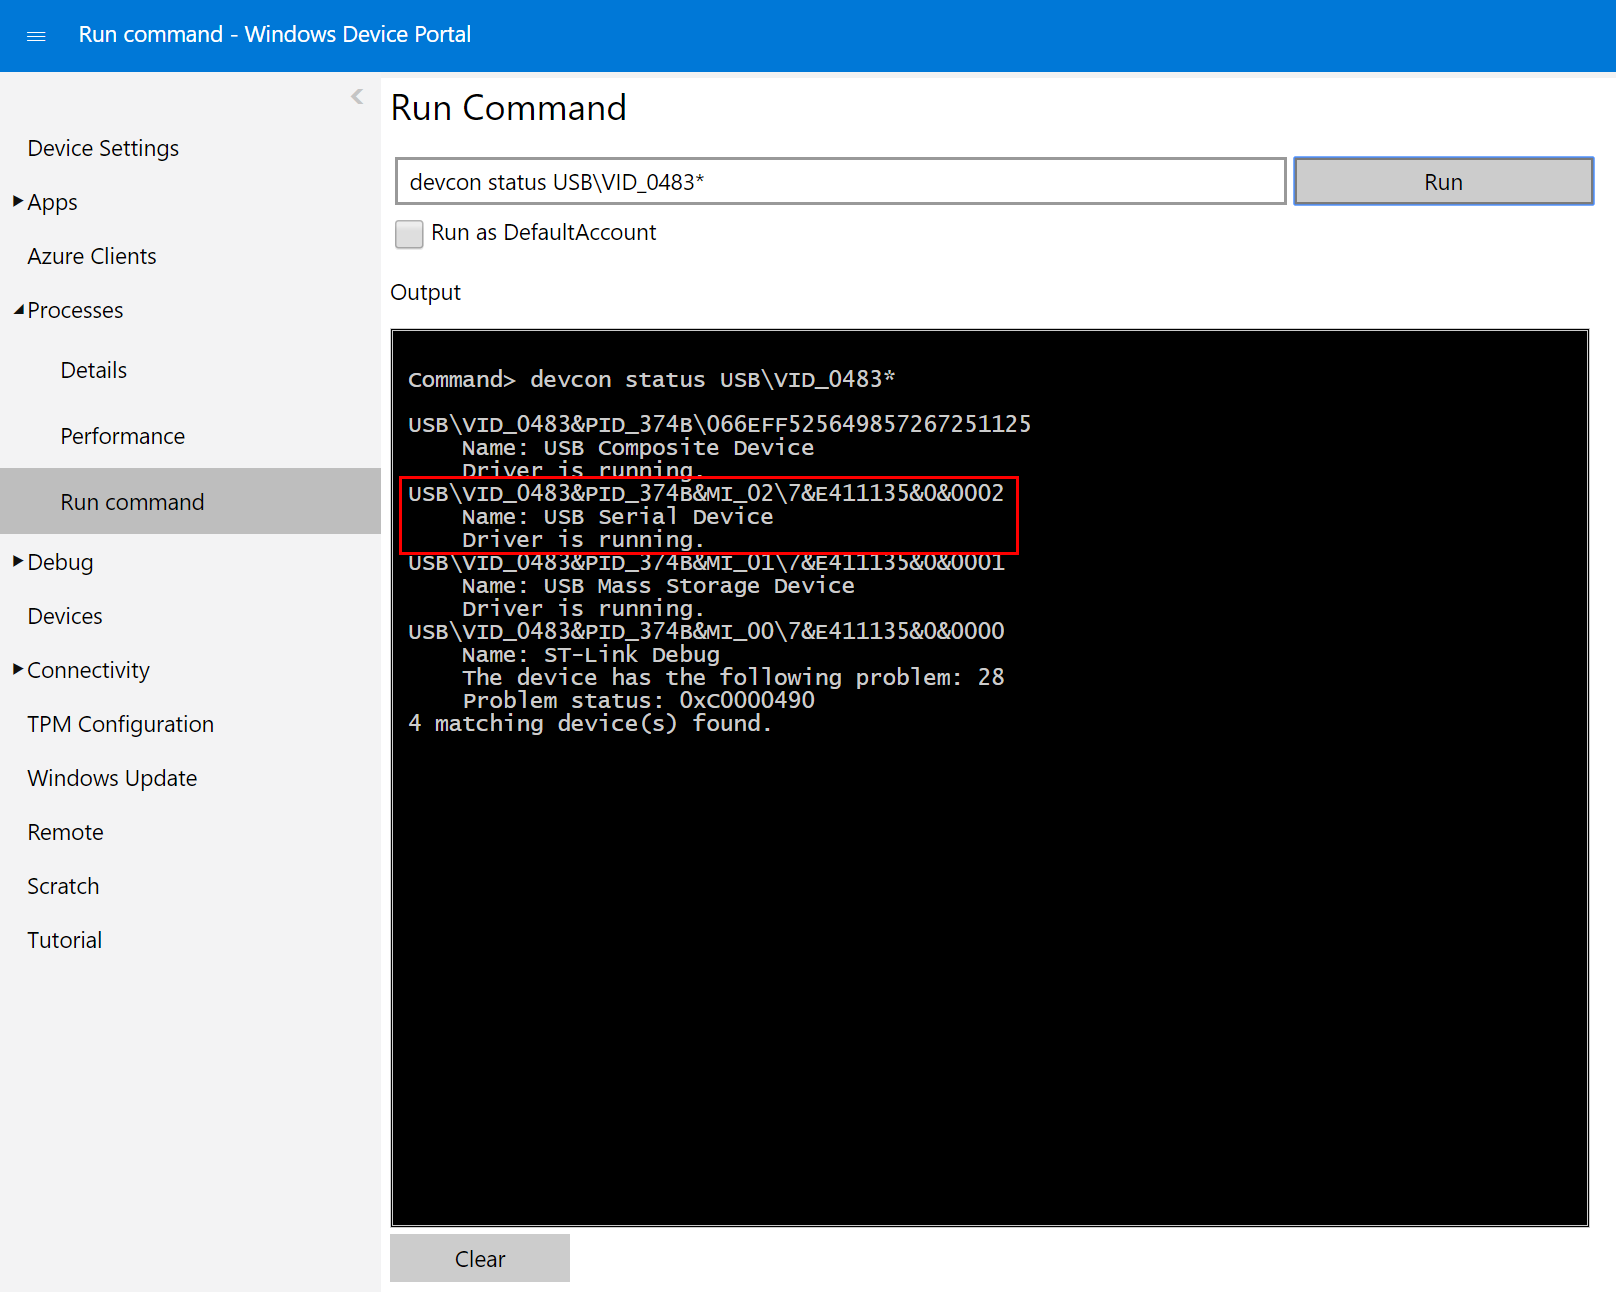 Run command - Windows Device Portal
Device Settings
Apps
Azure Clients
Processes
Details
Performance
Run command
Debug
Devices
Connectivity
TPM Configuration
Windows Update
Remote
Scratch
Tutorial
Run Command
devcon status USB\VID_0483*
Run
Run as DefaultAccount
Output
Command> devcon status USB\VID_0483*
USB\VID_0483&PID_374B\066EFF525649857267251125
Name: USB Composite Device
Driver is running.
USB\VID_0483&PID_374B&MI_02\7&E411135&0&0002
Name: USB Serial Device
Driver is running.
USB\VID_0483&PID_374B&MI_01\7&E411135&0&0001
Name: USB Mass Storage Device
Driver is running.
USB\VID_0483&PID_374B&MI_00\7&E411135&0&0000
Name: ST-Link Debug
The device has the following problem: 28
Problem status: 0xC0000490
4 matching device(s) found.
Clear